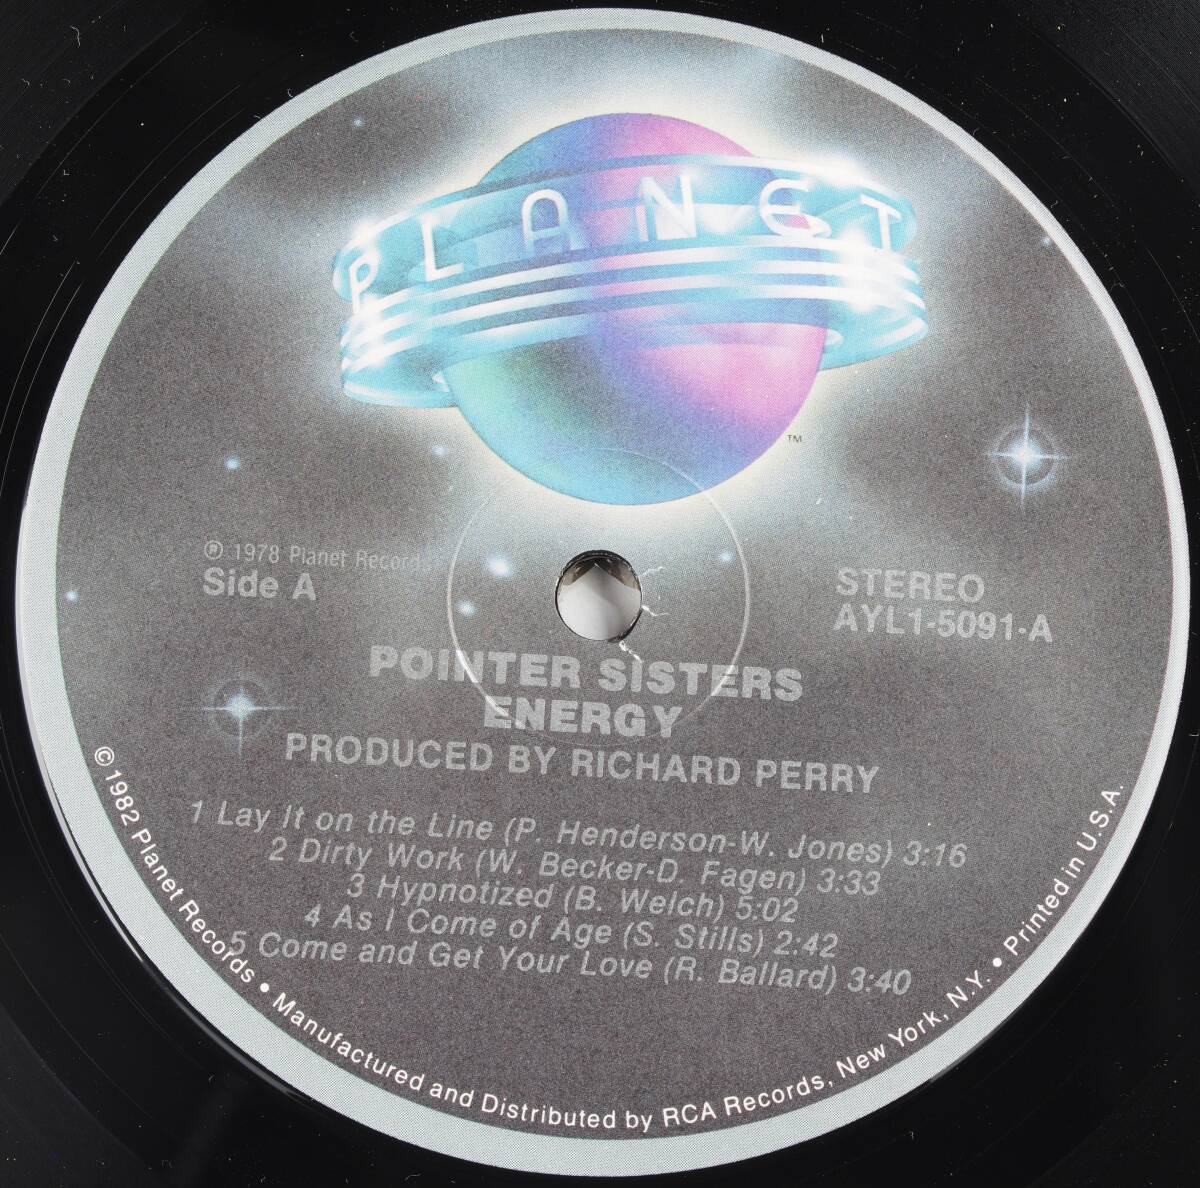 PLANET
TM
℗ 1978 Planet Records
Side A
STEREO
AYL1-5091-A
POINTER SISTERS
ENERGY
PRODUCED BY RICHARD PERRY
1 Lay It on the Line (P. Henderson-W. Jones) 3:16
2 Dirty Work (W. Becker-D. Fagen) 3:33
3 Hypnotized (B. Welch) 5:02
4 As I Come of Age (S. Stills) 2:42
5 Come and Get Your Love (R. Ballard) 3:40
©1982 Planet Records • Manufactured and Distributed by RCA Records, New York, N.Y. • Printed in U.S.A.